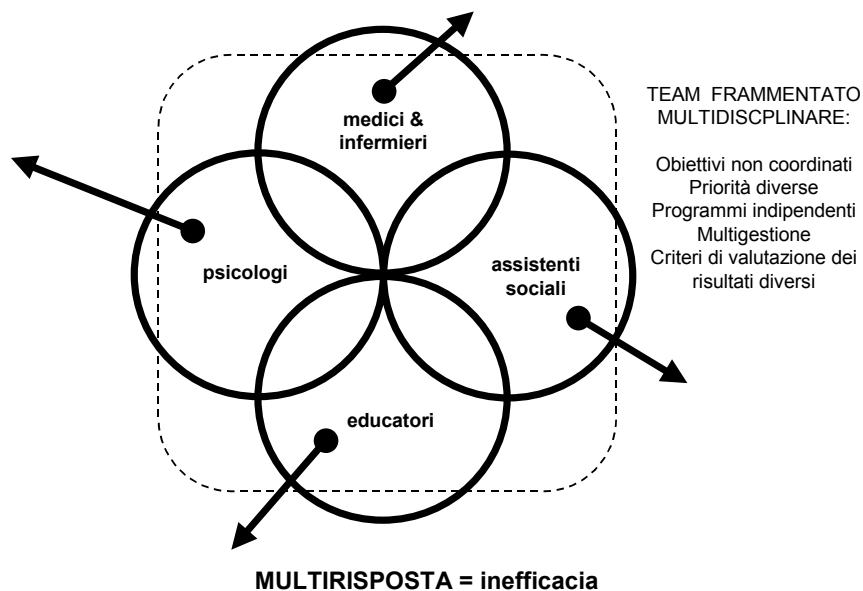 medici &
infermieri
TEAM FRAMMENTATO
MULTIDISCPLINARE:
Obiettivi non coordinati
Priorità diverse
Programmi indipendenti
Multigestione
Criteri di valutazione dei
risultati diversi
psicologi
assistenti
sociali
educatori
MULTIRISPOSTA = inefficacia